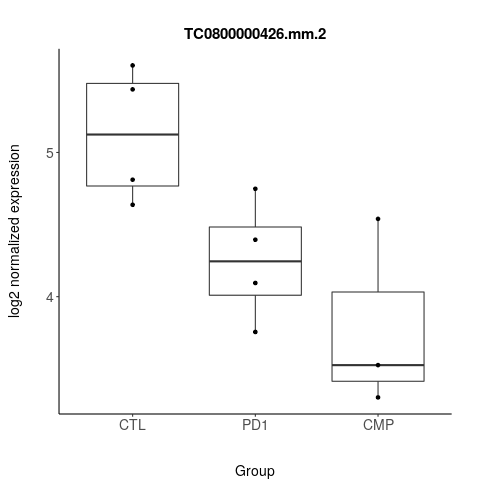 TC0800000426.mm.2
log2 normalized expression
5
4
CTL PD1 CMP
Group